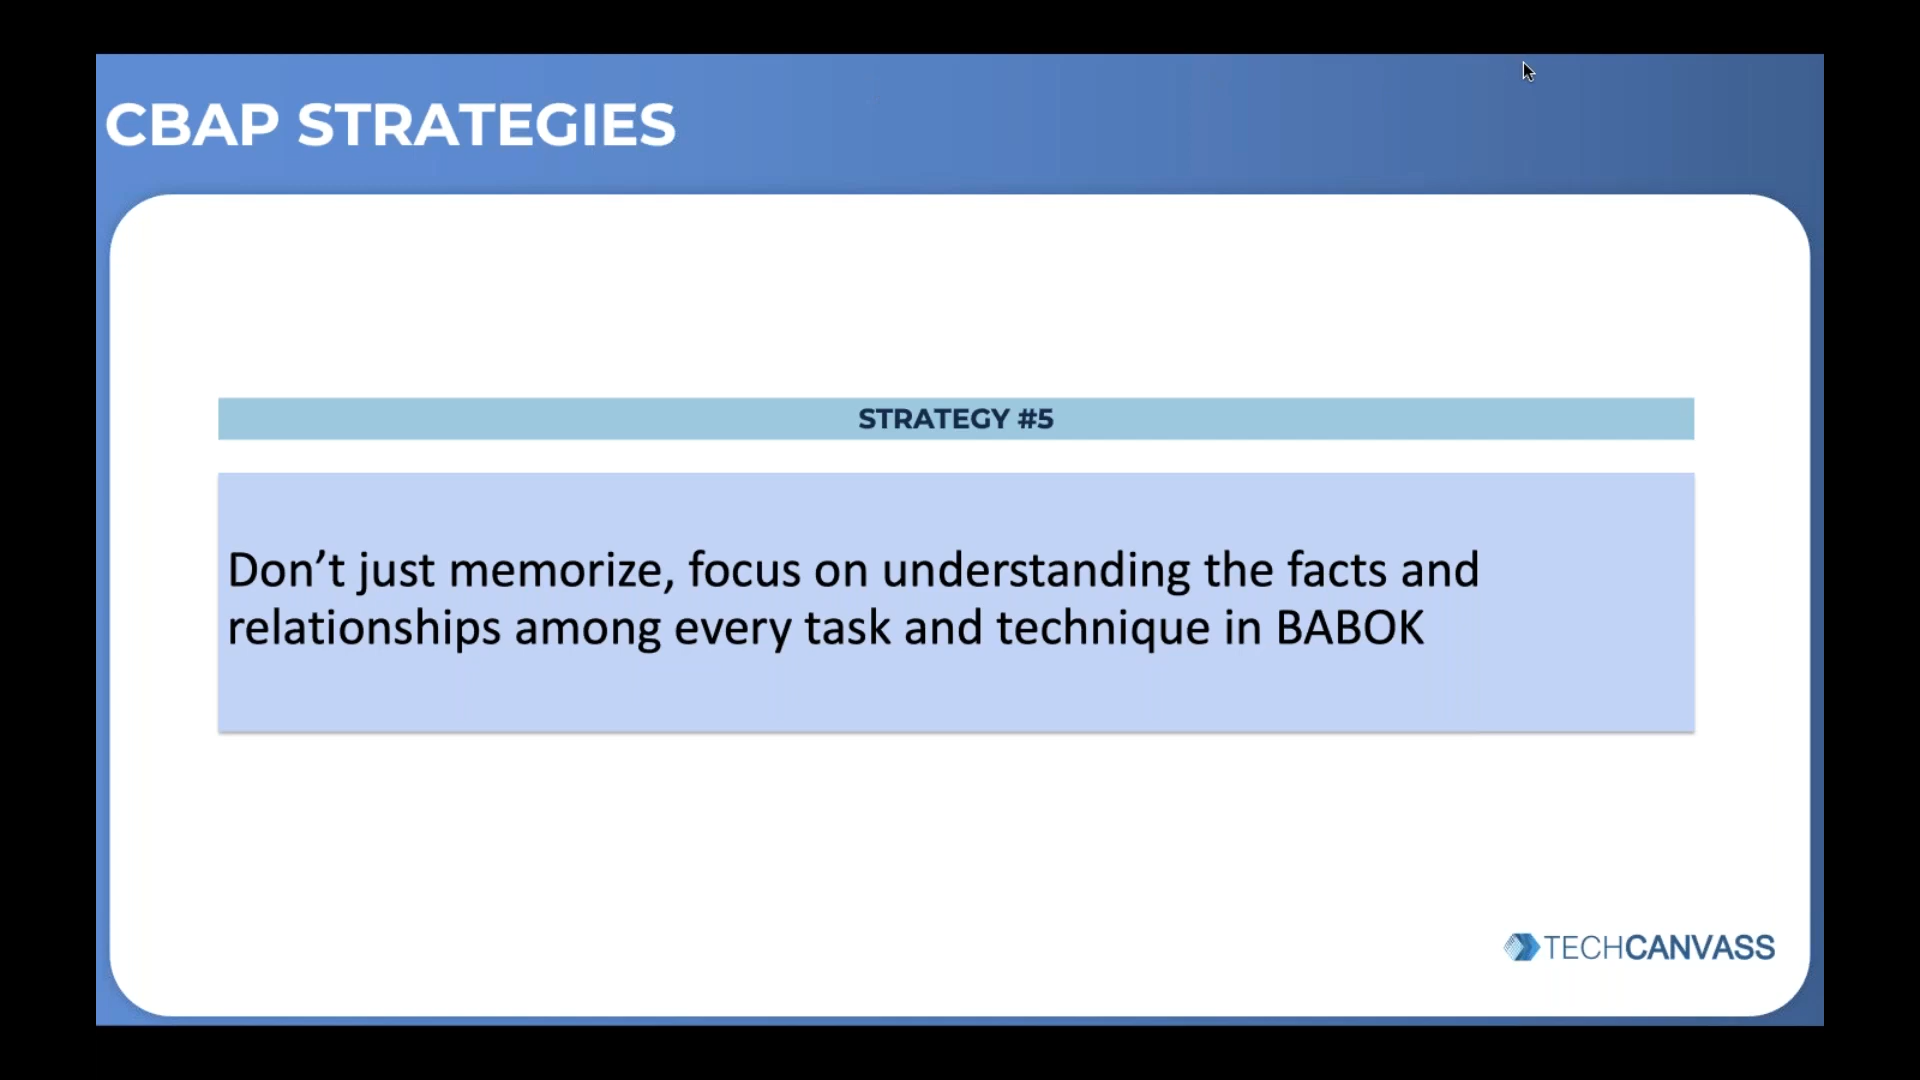 CBAP STRATEGIES
STRATEGY #5
Don’t just memorize, focus on understanding the facts and
relationships among every task and technique in BABOK
TECHCANVASS